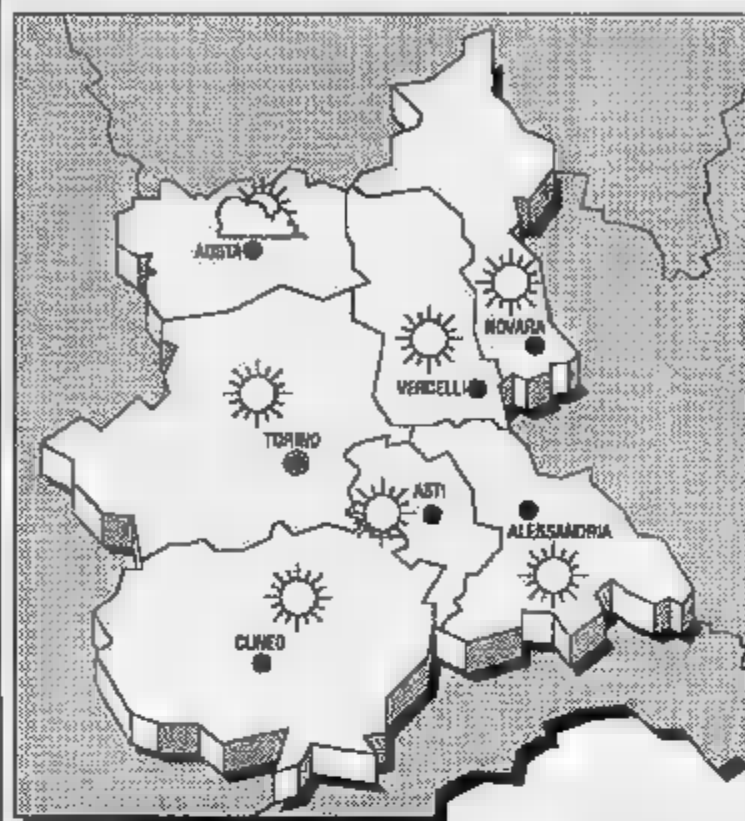 AOSTA
NOVARA
VERCELLI
TORINO
ASTI
ALESSANDRIA
CUNEO